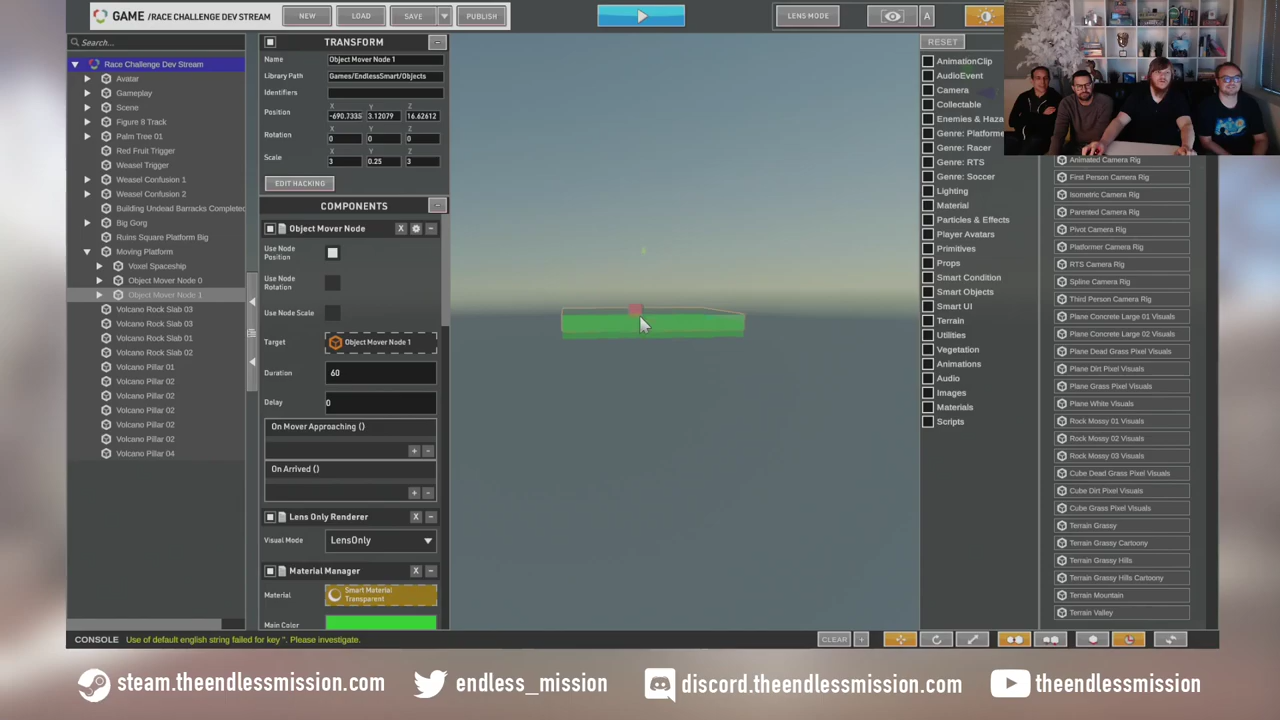 GAME /RACE CHALLENGE DEV STREAM
NEW
LOAD
SAVE
PUBLISH
LENS MODE
A
Search...
Race Challenge Dev Stream
Avatar
Gameplay
Scene
Figure 8 Track
Palm Tree 01
Red Fruit Trigger
Weasel Trigger
Weasel Confusion 1
Weasel Confusion 2
Building Undead Barracks Completed
Big Gorg
Ruins Square Platform Big
Moving Platform
Voxel Spaceship
Object Mover Node 0
Object Mover Node 1
Volcano Rock Slab 03
Volcano Rock Slab 03
Volcano Rock Slab 01
Volcano Rock Slab 02
Volcano Pillar 01
Volcano Pillar 02
Volcano Pillar 02
Volcano Pillar 02
Volcano Pillar 02
Volcano Pillar 02
Volcano Pillar 04
TRANSFORM
Name Object Mover Node 1
Library Path Games/EndlessSmart/Objects
Identifiers
X Y Z
Position -690.7335 3.12079 16.62612
X Y Z
Rotation 0 0 0
X Y Z
Scale 3 0.25 3
EDIT HACKING
COMPONENTS
Object Mover Node X
Use Node
Position
Use Node
Rotation
Use Node Scale
Target Object Mover Node 1
Duration 60
Delay 0
On Mover Approaching ()
+ -
On Arrived ()
+ -
Lens Only Renderer X
Visual Mode LensOnly
Material Manager X
Material Smart Material
Transparent
Main Color
RESET
AnimationClip
AudioEvent
Camera
Collectable
Enemies & Haza
Genre: Platforme
Genre: Racer
Genre: RTS
Genre: Soccer
Lighting
Material
Particles & Effects
Player Avatars
Primitives
Props
Smart Condition
Smart Objects
Smart UI
Terrain
Utilities
Vegetation
Animations
Audio
Images
Materials
Scripts
Animated Camera Rig
First Person Camera Rig
Isometric Camera Rig
Parented Camera Rig
Pivot Camera Rig
Platformer Camera Rig
RTS Camera Rig
Spline Camera Rig
Third Person Camera Rig
Plane Concrete Large 01 Visuals
Plane Concrete Large 02 Visuals
Plane Dead Grass Pixel Visuals
Plane Dirt Pixel Visuals
Plane Grass Pixel Visuals
Plane White Visuals
Rock Mossy 01 Visuals
Rock Mossy 02 Visuals
Rock Mossy 03 Visuals
Cube Dead Grass Pixel Visuals
Cube Dirt Pixel Visuals
Cube Grass Pixel Visuals
Terrain Grassy
Terrain Grassy Cartoony
Terrain Grassy Hills
Terrain Grassy Hills Cartoony
Terrain Mountain
Terrain Valley
CONSOLE Use of default english string failed for key ''. Please investigate.
CLEAR +
steam.theendlessmission.com
endless_mission
discord.theendlessmission.com
theendlessmission